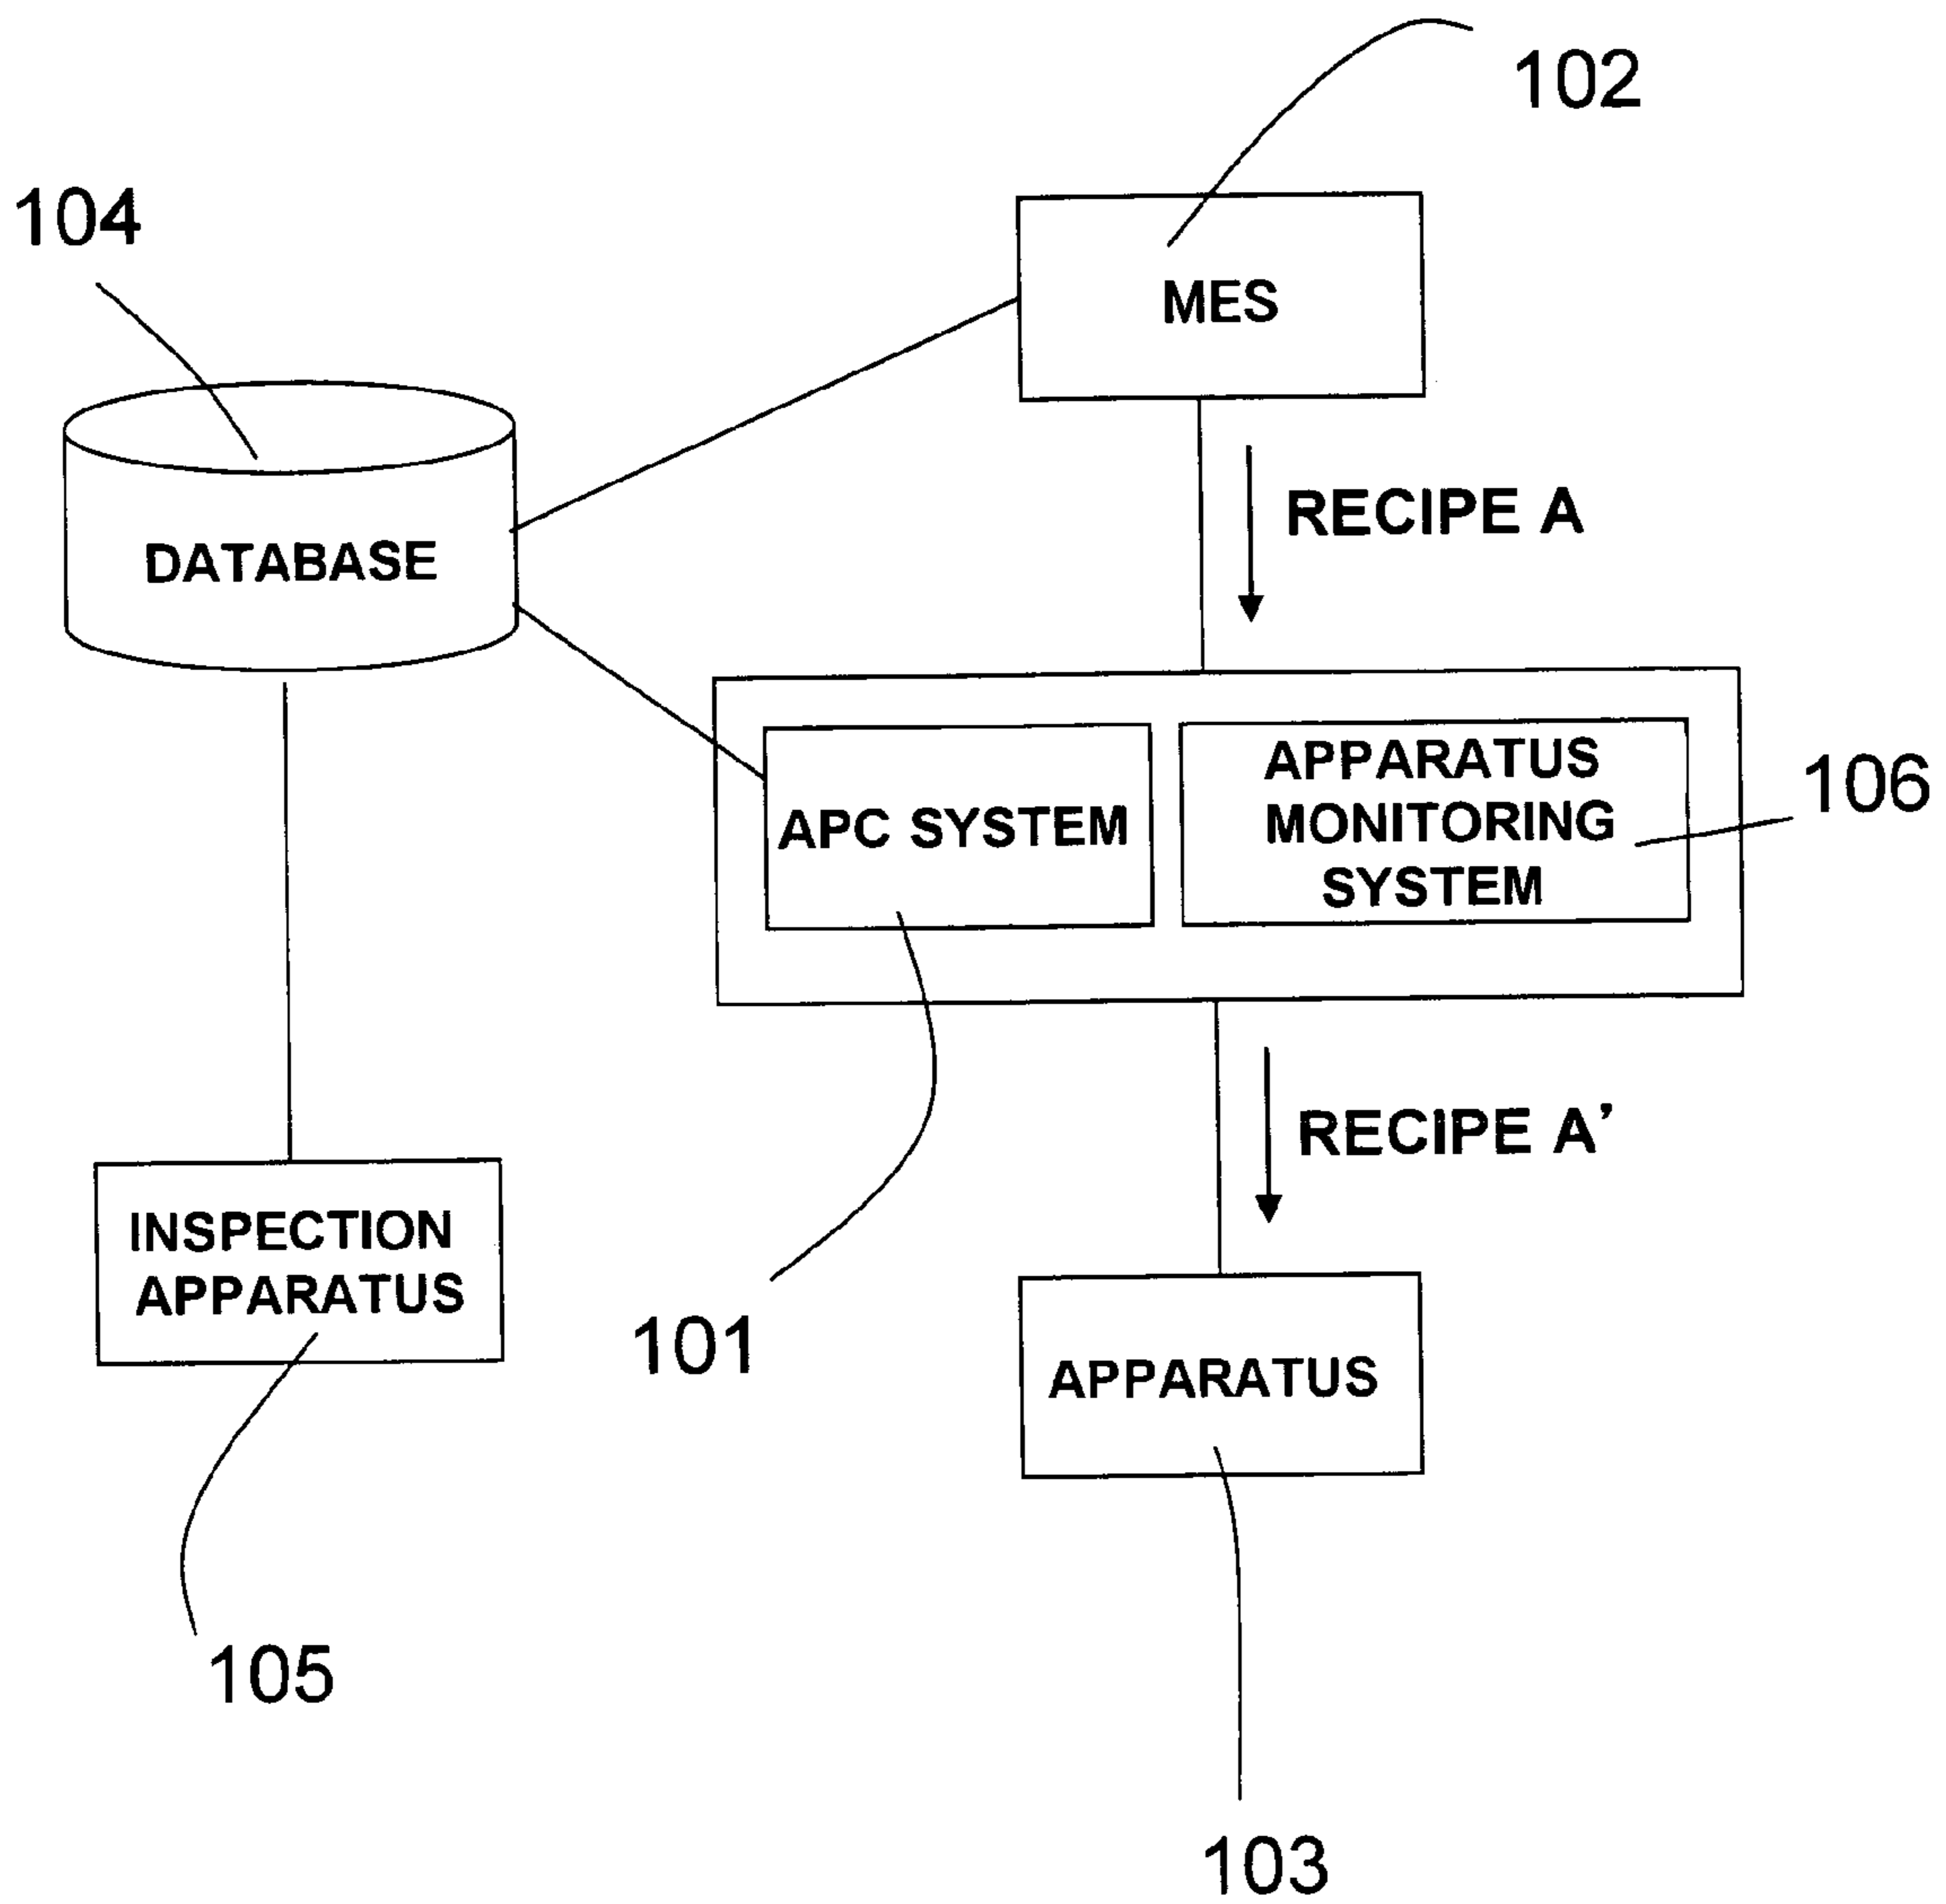 102
104
MES
RECIPE A
DATABASE
APC SYSTEM
APPARATUS
MONITORING
SYSTEM
106
RECIPE A’
INSPECTION
APPARATUS
101
APPARATUS
105
103